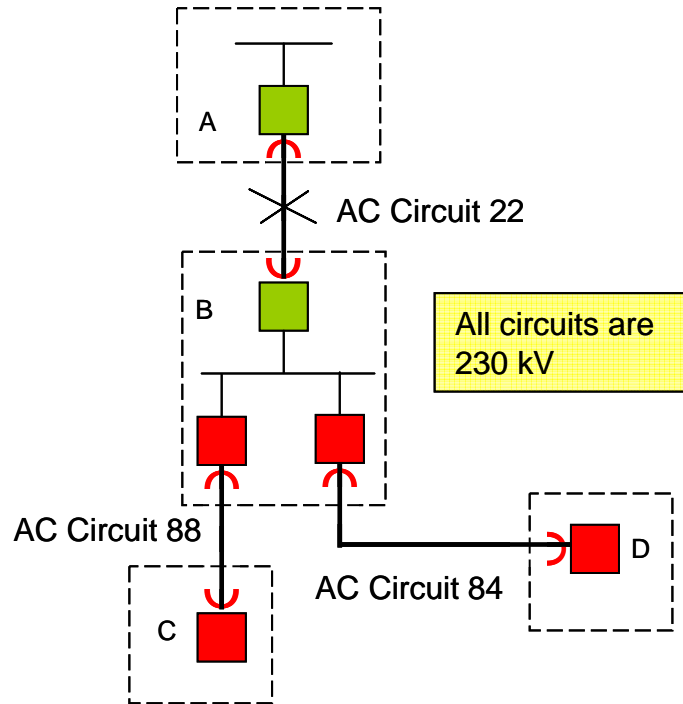 A
AC Circuit 22
B
All circuits are
230 kV
AC Circuit 88
D
AC Circuit 84
C